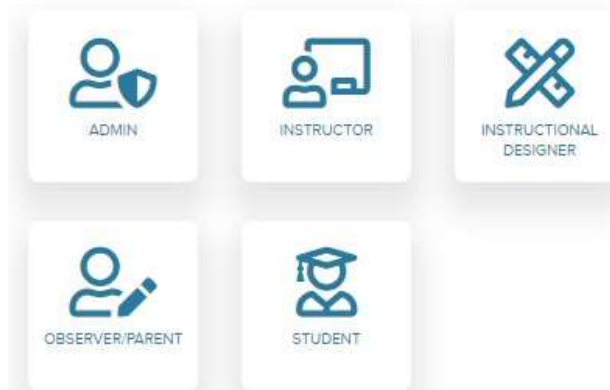 ADMIN
INSTRUCTOR
INSTRUCTIONAL
DESIGNER
OBSERVER/PARENT
STUDENT